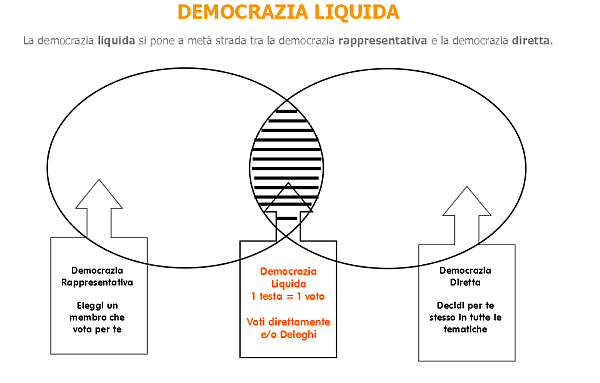 DEMOCRAZIA LIQUIDA
La democrazia liquida si pone a metà strada tra la democrazia rappresentativa e la democrazia diretta.
Democrazia
Rappresentativa
Eleggi un
membro che
vota per te
Democrazia
Liquida
1 testa = 1 voto
Voti direttamente
e/o Deleghi
Democrazia
Diretta
Decidi per te
stesso in tutte le
tematiche